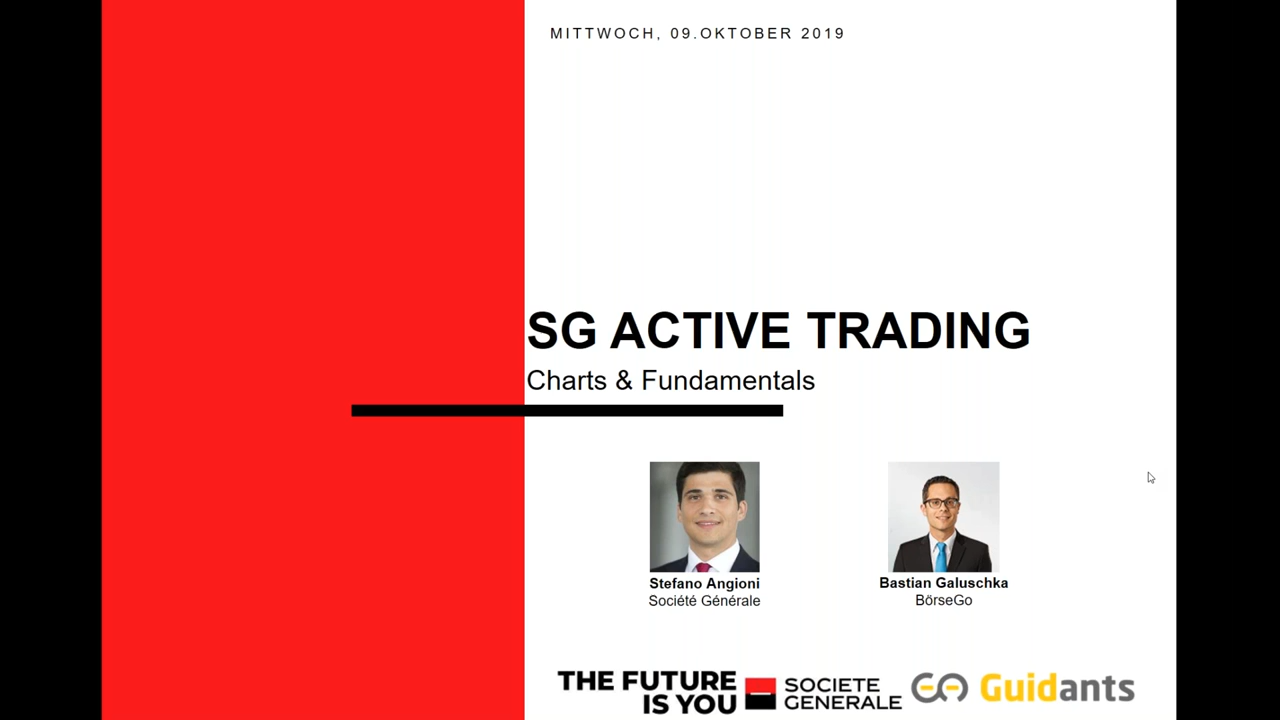 MITTWOCH, 09.OKTOBER 2019
SG ACTIVE TRADING
Charts & Fundamentals
Stefano Angioni
Société Générale
Bastian Galuschka
BörseGo
THE FUTURE
IS YOU
SOCIETE
GENERALE
Guidants